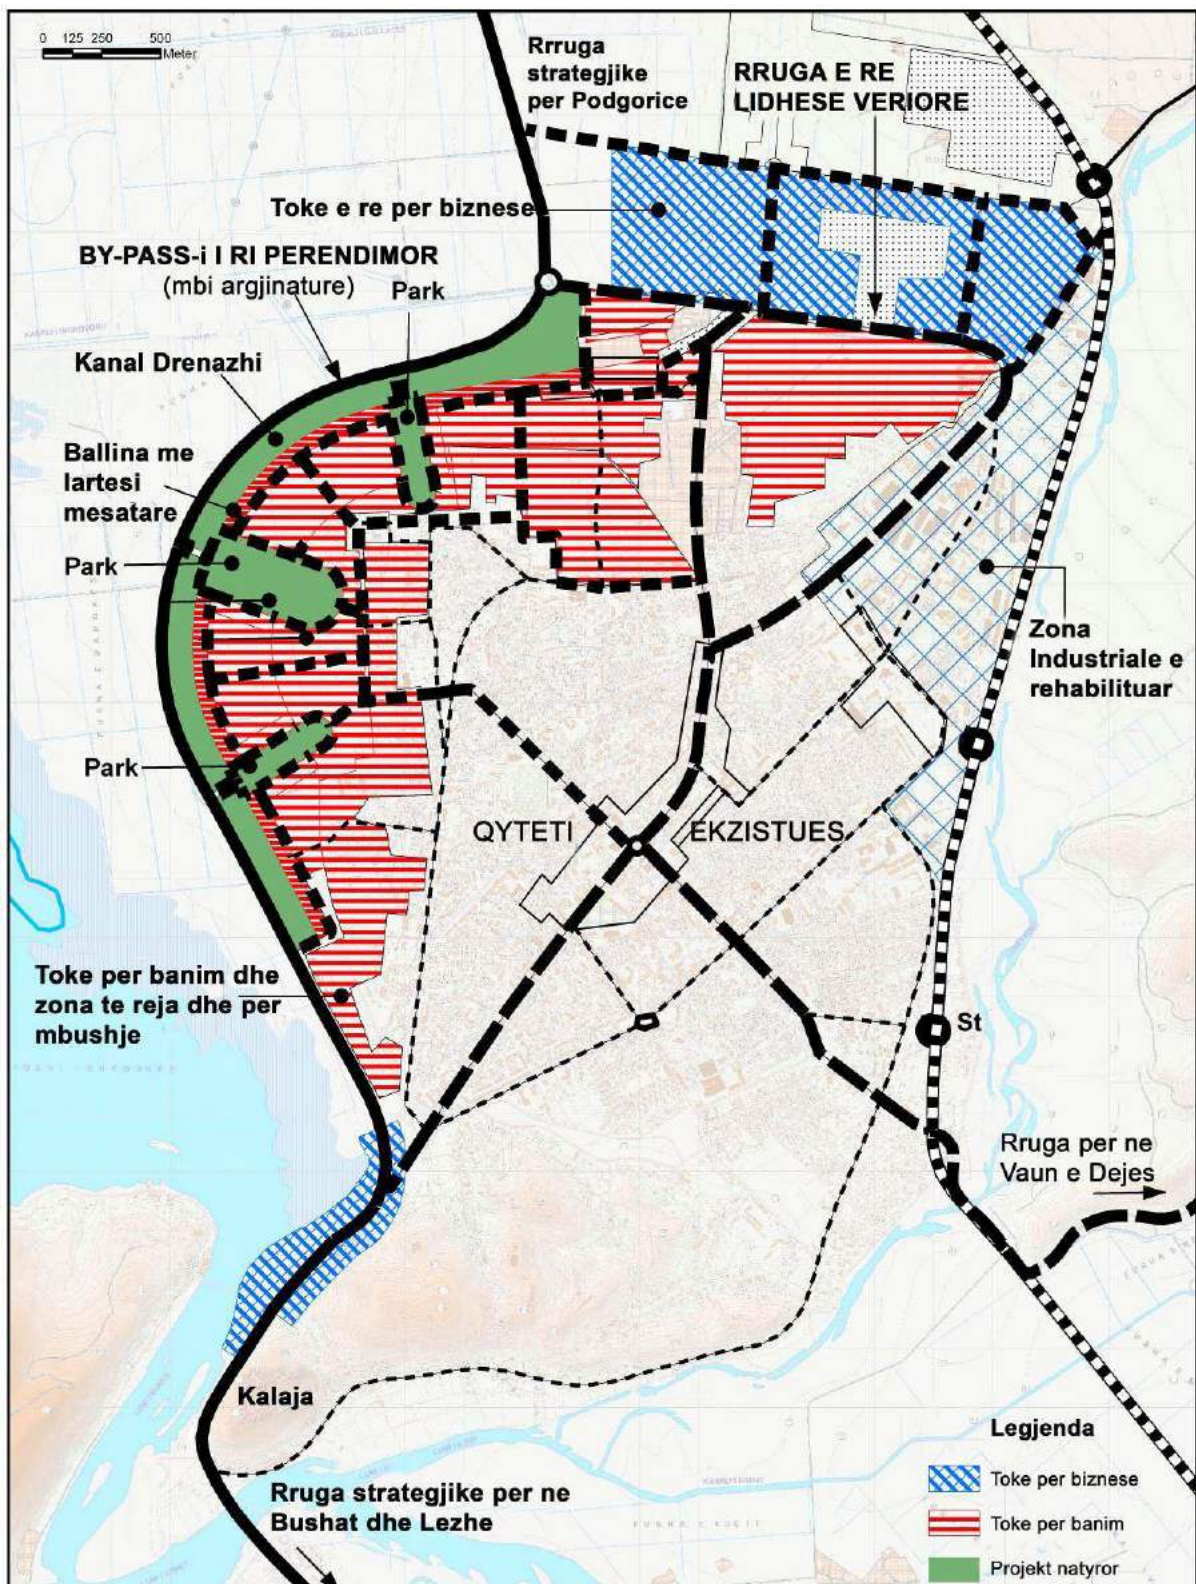 0 125 250 500
Meter
Rrruga
strategjike
per Podgorice
RRUGA E RE
LIDHESE VERIORE
Toke e re per biznese
BY-PASS-i I RI PERENDIMOR
(mbi argjinature)
Park
Kanal Drenazhi
Ballina me
lartesi
mesatare
Park
Zona
Industriale e
rehabilituar
Park
QYTETI
EKZISTUES
Toke per banim dhe
zona te reja dhe per
mbushje
St
Rruga per ne
Vaun e Dejes
Kalaja
Rruga strategjike per ne
Bushat dhe Lezhe
Legjenda
Toke per biznese
Toke per banim
Projekt natyror